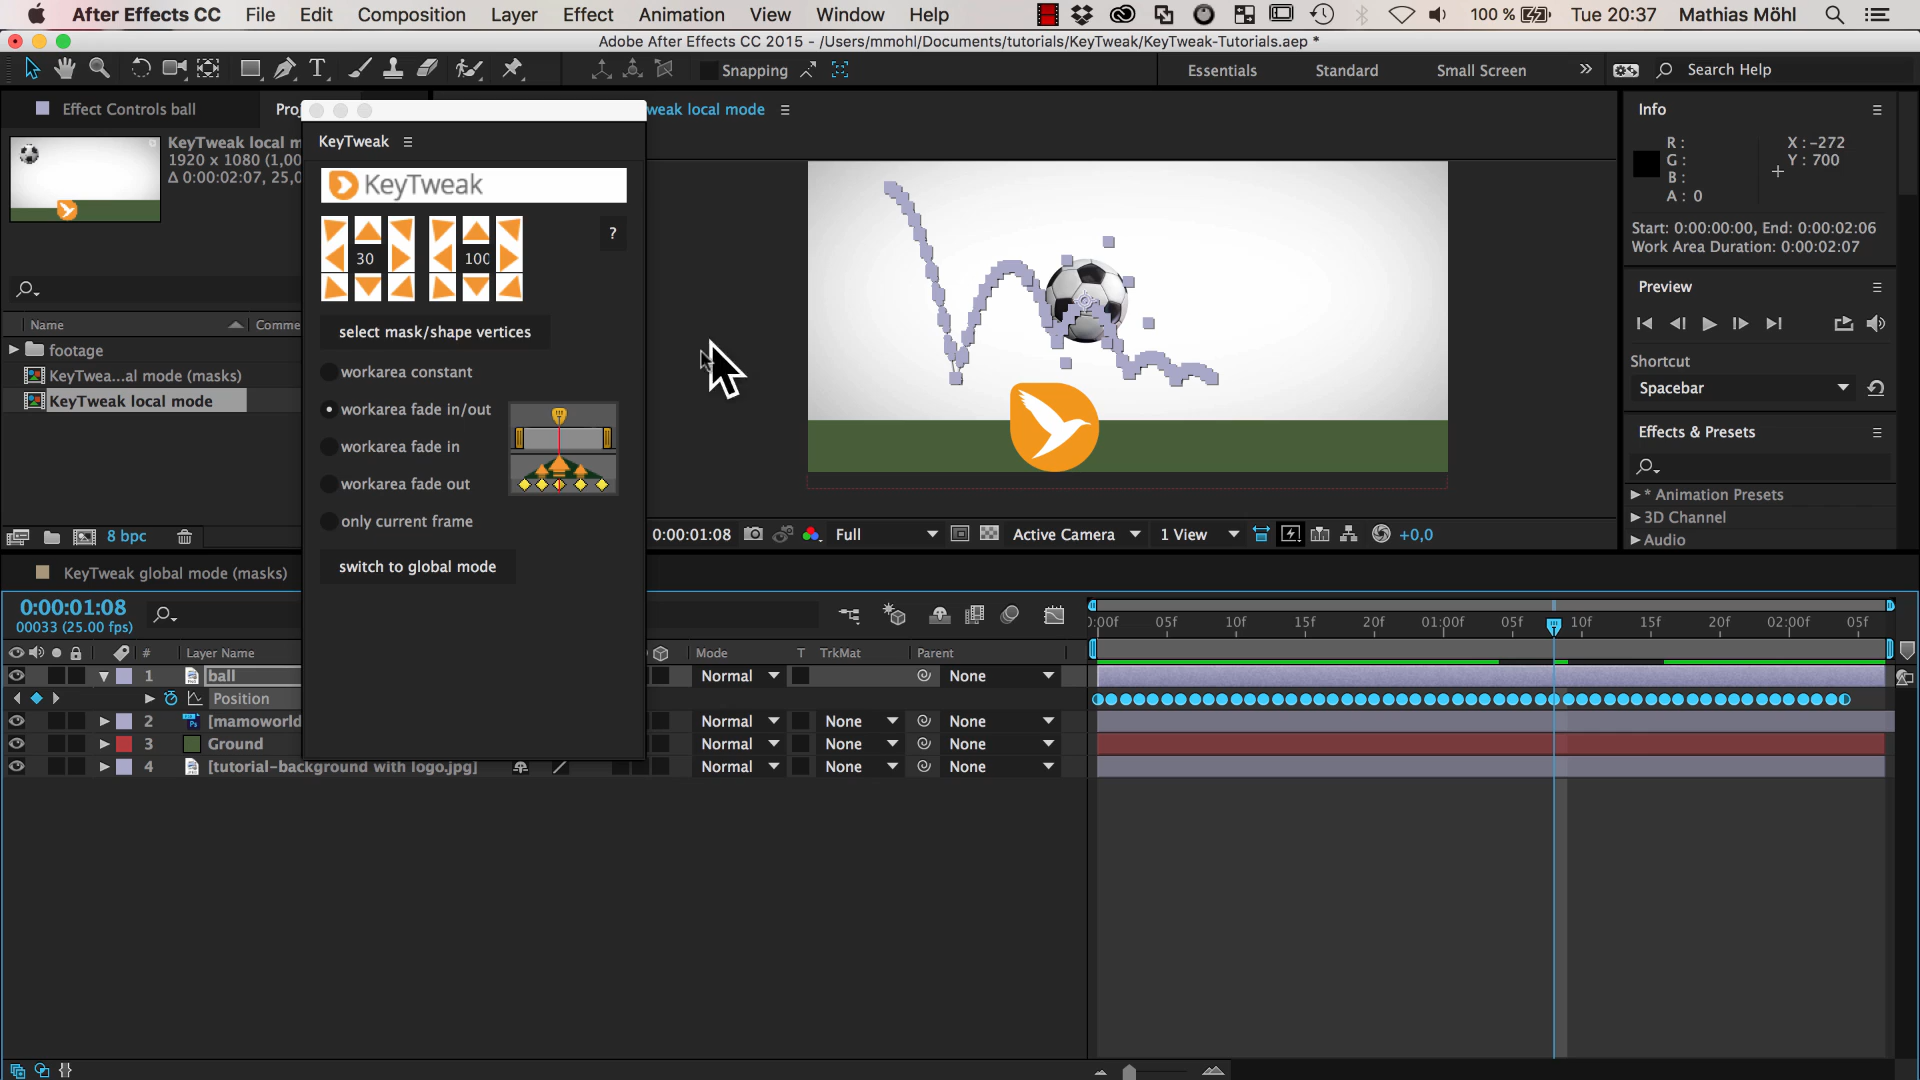 After Effects CC File Edit Composition Layer Effect Animation View Window Help 100 % Tue 20:37 Mathias Möhl
Adobe After Effects CC 2015 - /Users/mmohl/Documents/tutorials/KeyTweak/KeyTweak-Tutorials.aep *
T Snapping Essentials Standard Small Screen » Search Help
Effect Controls ball Proj
weak local mode
KeyTweak local m
1920 x 1080 (1,00
Δ 0:00:02:07, 25,0
Name Comme
footage
KeyTwea...al mode (masks)
KeyTweak local mode
8 bpc
KeyTweak
KeyTweak
30 100 ?
select mask/shape vertices
workarea constant
workarea fade in/out
workarea fade in
workarea fade out
only current frame
switch to global mode
0:00:01:08 Full Active Camera 1 View +0,0
Info
R : X : -272
G : Y : 700
B :
A : 0
Start: 0:00:00:00, End: 0:00:02:06
Work Area Duration: 0:00:02:07
Preview
Shortcut
Spacebar
Effects & Presets
* Animation Presets
3D Channel
Audio
KeyTweak global mode (masks)
0:00:01:08
00033 (25.00 fps)
:00f 05f 10f 15f 20f 01:00f 05f 10f 15f 20f 02:00f 05f
# Layer Name Mode T TrkMat Parent
1 ball Normal None
Position
2 [mamoworld Normal None None
3 Ground Normal None None
4 [tutorial-background with logo.jpg] Normal None None